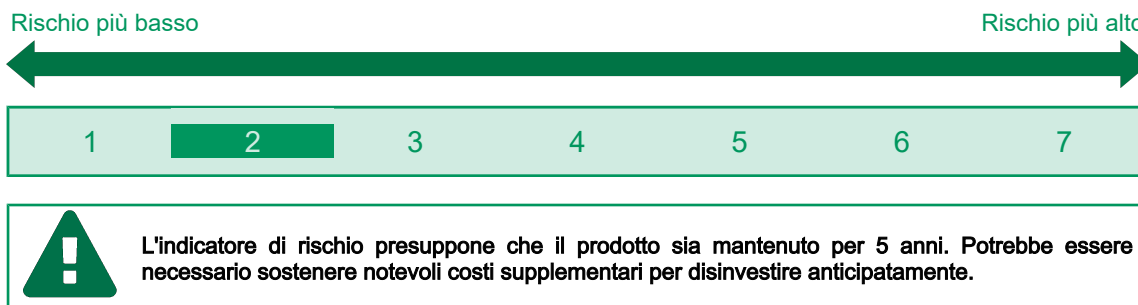 Rischio più basso Rischio più alto
1 2 3 4 5 6 7
L'indicatore di rischio presuppone che il prodotto sia mantenuto per 5 anni. Potrebbe essere
necessario sostenere notevoli costi supplementari per disinvestire anticipatamente.